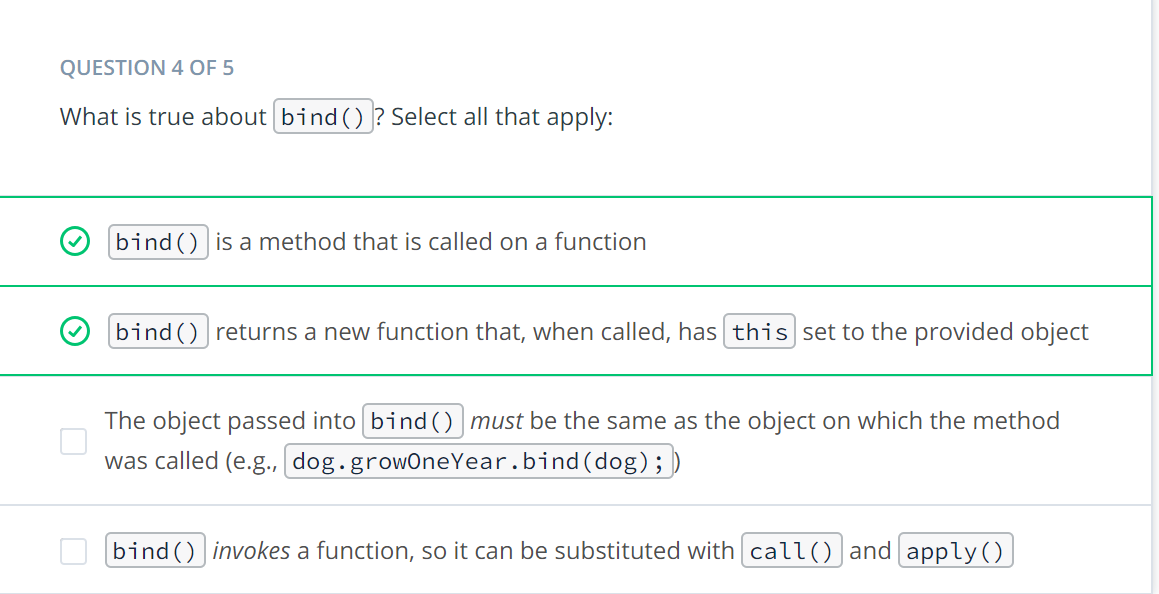 QUESTION 4 OF 5
What is true about bind()? Select all that apply:
bind() is a method that is called on a function
bind() returns a new function that, when called, has this set to the provided object
The object passed into bind() must be the same as the object on which the method
was called (e.g., dog.growOneYear.bind(dog);)
bind() invokes a function, so it can be substituted with call() and apply()